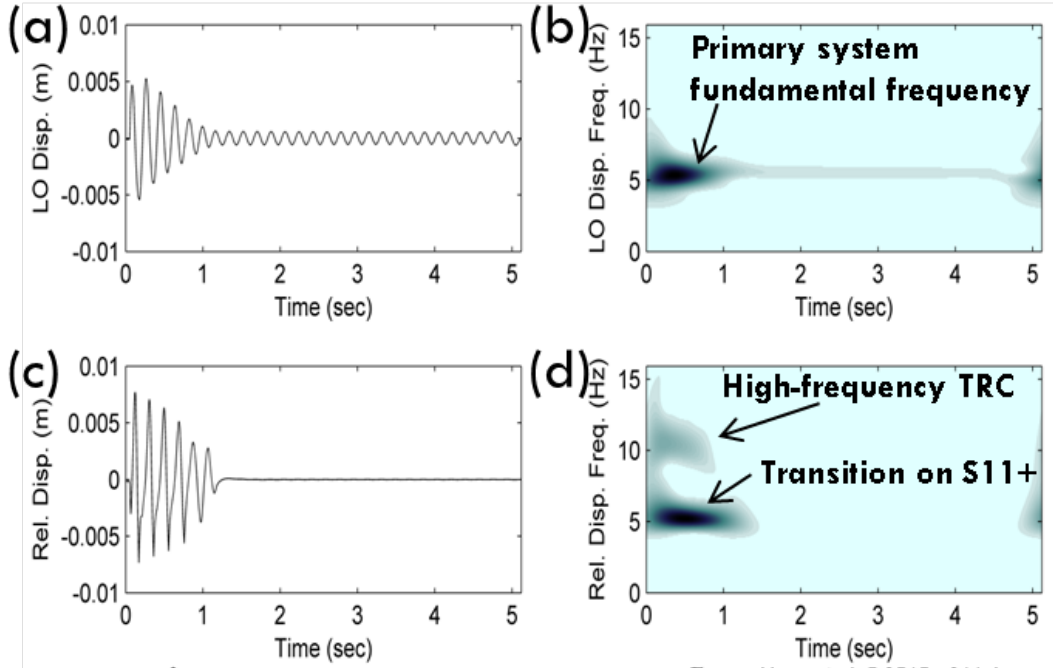 (a)
0.01
0.005
0
-0.005
-0.01
LO Disp. (m)
0 1 2 3 4 5
Time (sec)
(b)
15
10
5
0
LO Disp. Freq. (Hz)
Primary system
fundamental frequency
0 1 2 3 4 5
Time (sec)
(c)
0.01
0.005
0
-0.005
-0.01
Rel. Disp. (m)
0 1 2 3 4 5
Time (sec)
(d)
15
10
5
0
Rel. Disp. Freq. (Hz)
High-frequency TRC
Transition on S11+
0 1 2 3 4 5
Time (sec)